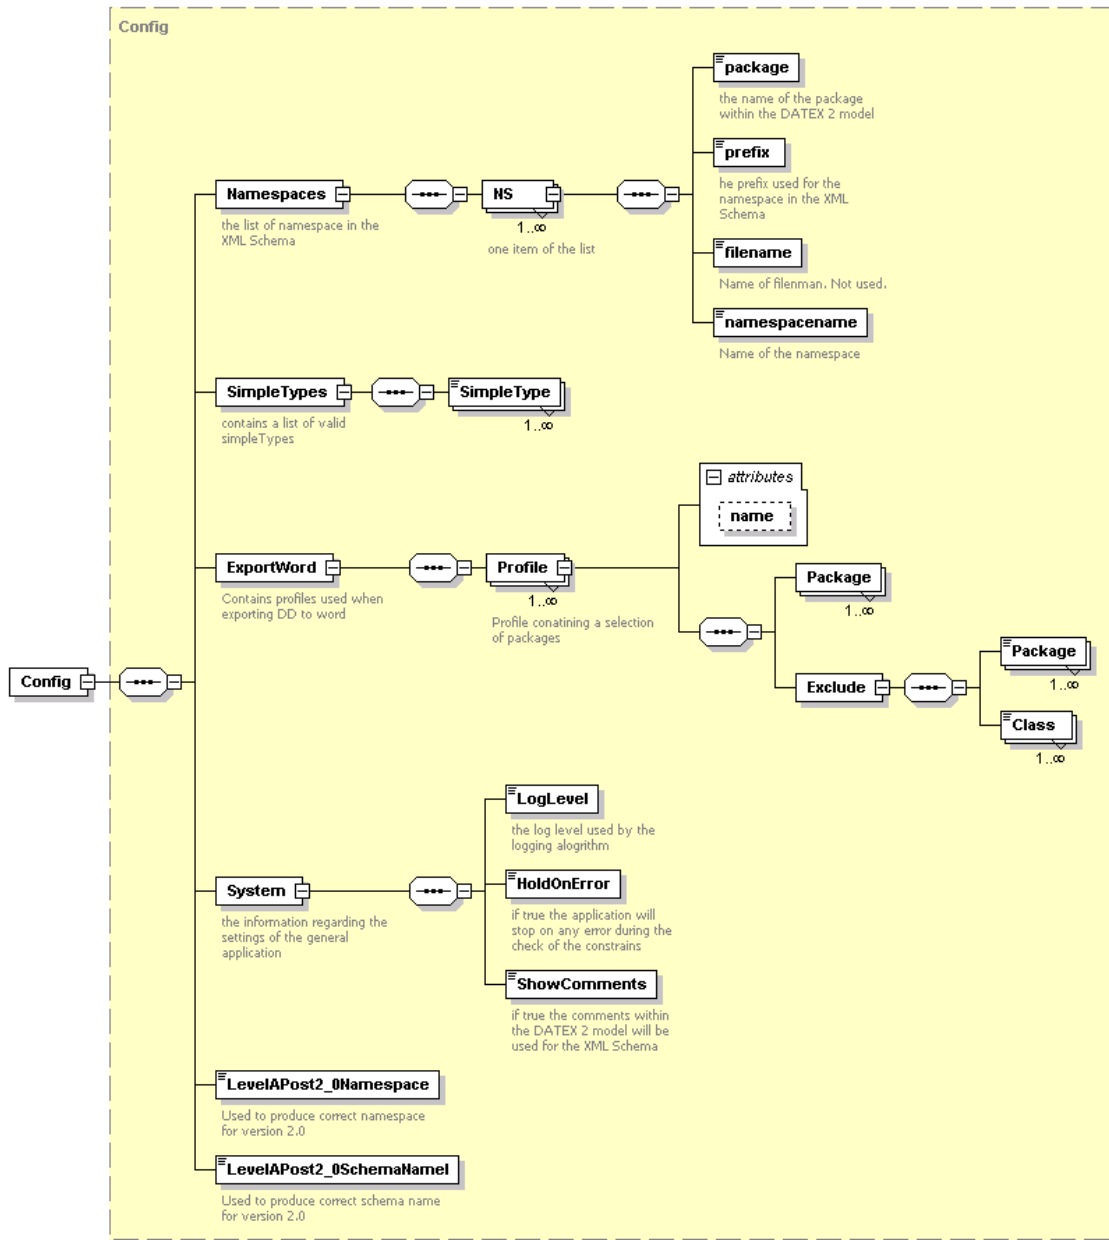 Config
package
the name of the package
within the DATEX 2 model
prefix
he prefix used for the
namespace in the XML
Schema
Namespaces
the list of namespace in the
XML Schema
NS
1..∞
one item of the list
filename
Name of filenman. Not used.
namespacename
Name of the namespace
SimpleTypes
contains a list of valid
simpleTypes
SimpleType
1..∞
attributes
name
ExportWord
Contains profiles used when
exporting DD to word
Profile
1..∞
Profile conatining a selection
of packages
Package
1..∞
Exclude
Package
1..∞
Class
1..∞
Config
LogLevel
the log level used by the
logging alogrithm
System
the information regarding the
settings of the general
application
HoldOnError
if true the application will
stop on any error during the
check of the constrains
ShowComments
if true the comments within
the DATEX 2 model will be
used for the XML Schema
LevelAPost2_0Namespace
Used to produce correct namespace
for version 2.0
LevelAPost2_0SchemaNamel
Used to produce correct schema name
for version 2.0